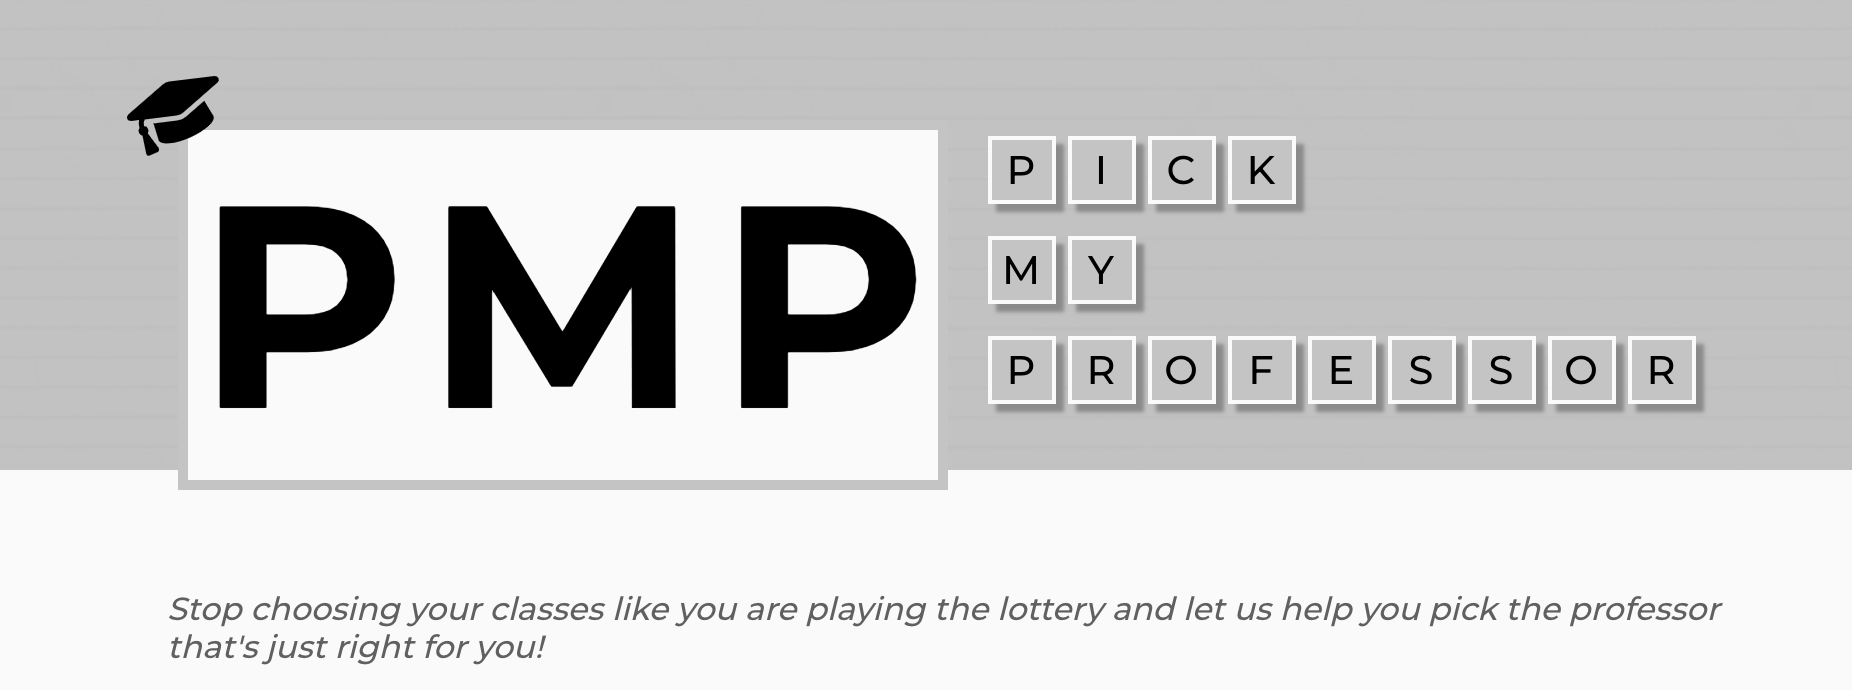 PMP
PICK
MY
PROFESSOR
Stop choosing your classes like you are playing the lottery and let us help you pick the professor
that's just right for you!